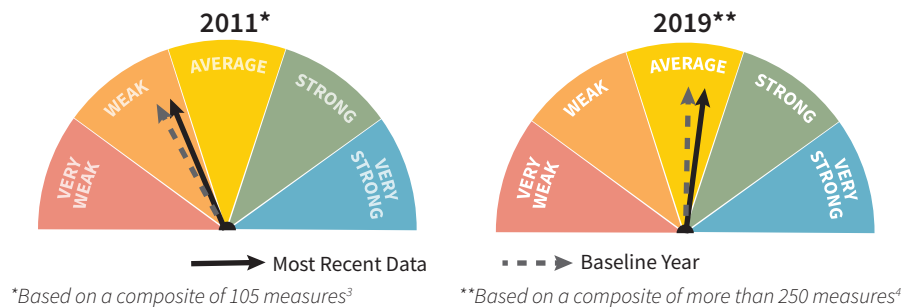 2011*
VERY
WEAK
WEAK
AVERAGE
STRONG
VERY
STRONG
2019**
VERY
WEAK
WEAK
AVERAGE
STRONG
VERY
STRONG
Most Recent Data
Baseline Year
*Based on a composite of 105 measures³
**Based on a composite of more than 250 measures⁴